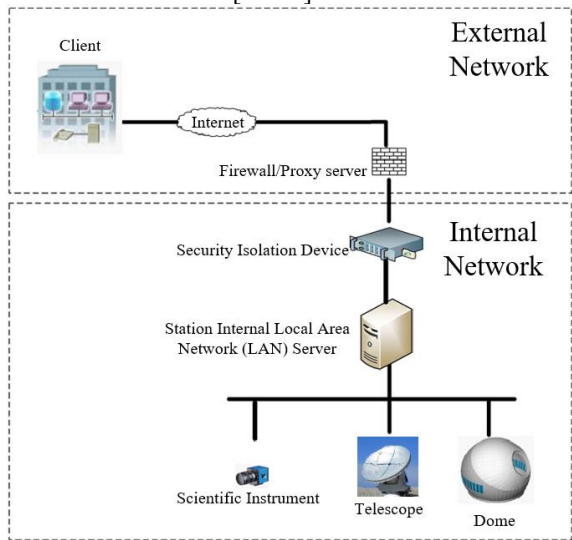 External
Network
Client
Internet
Firewall/Proxy server
Internal
Network
Security Isolation Device
Station Internal Local Area
Network (LAN) Server
Scientific Instrument
Telescope
Dome